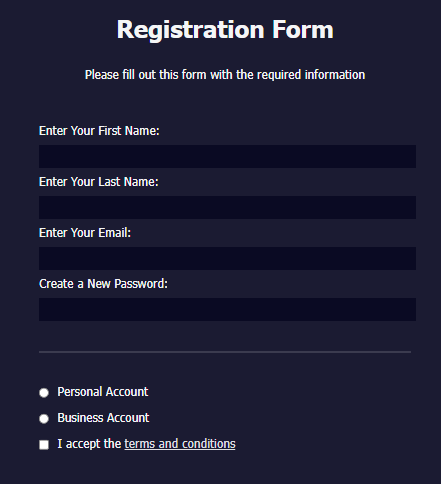 Registration Form
Please fill out this form with the required information
Enter Your First Name:
Enter Your Last Name:
Enter Your Email:
Create a New Password:
Personal Account
Business Account
I accept the terms and conditions